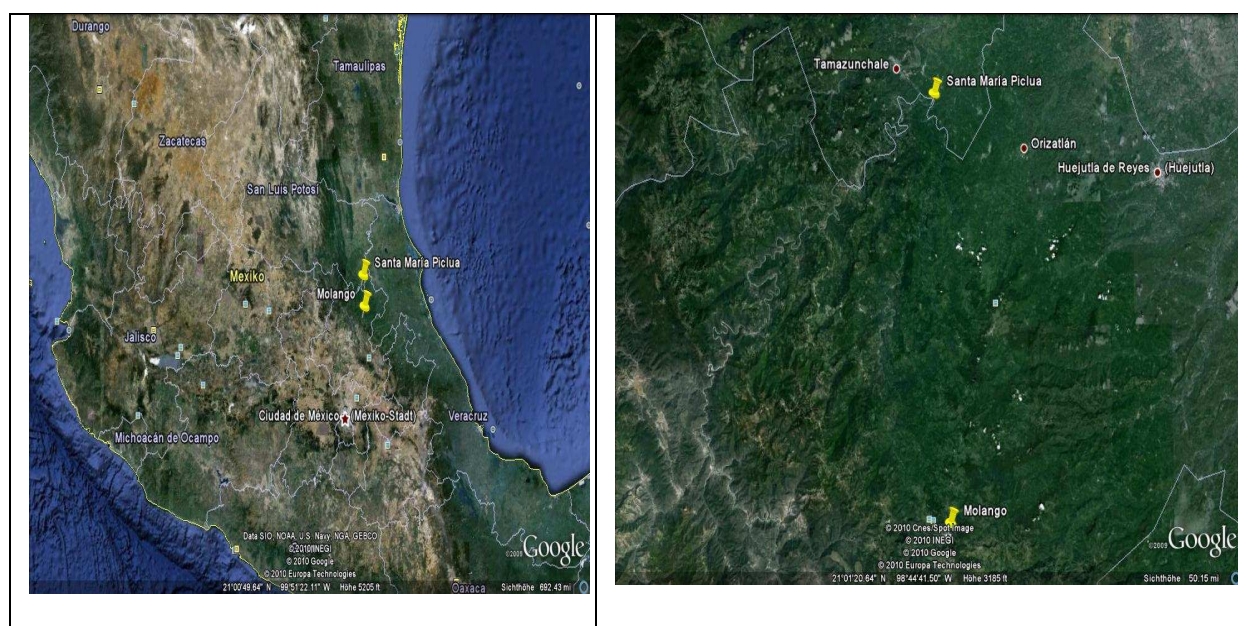 Durango
Tamaulipas
Zacatecas
San Luis Potosí
Santa María Piclua
Mexiko
Molango
Jalisco
Ciudad de México (Mexiko-Stadt)
Veracruz
Michoacán de Ocampo
Data SIO, NOAA, U.S. Navy, NGA, GEBCO
© 2010 INEGI
© 2010 Google
© 2010 Europa Technologies
©2009 Google
21°00'49.64" N 99°51'22.11" W Höhe 5205 ft
Oaxaca
Sichthöhe 692.43 mi
Tamazunchale
Santa María Piclua
Orizatlán
Huejutla de Reyes (Huejutla)
Molango
© 2010 Cnes/Spot Image
© 2010 INEGI
© 2010 Google
© 2010 Europa Technologies
©2009 Google
21°01'20.64" N 98°44'41.50" W Höhe 3185 ft
Sichthöhe 50.15 mi